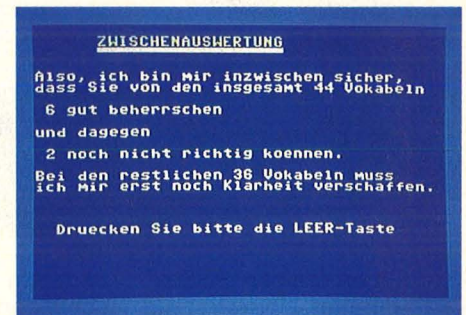 ZWISCHENAUSWERTUNG
Also, ich bin mir inzwischen sicher,
dass Sie von den insgesamt 44 Vokabeln
6 gut beherrschen
und dagegen
2 noch nicht richtig koennen.
Bei den restlichen 36 Vokabeln muss
ich mir erst noch Klarheit verschaffen.
Druecken Sie bitte die LEER-Taste